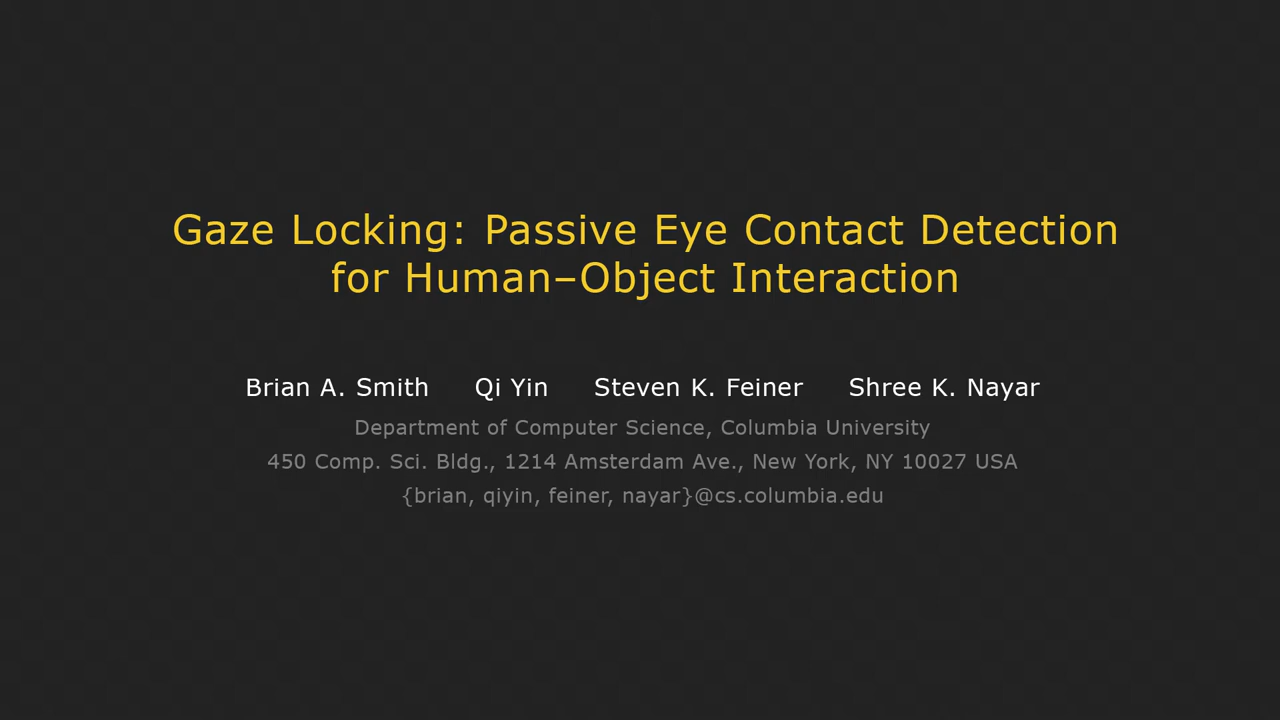 Gaze Locking: Passive Eye Contact Detection
for Human–Object Interaction
Brian A. Smith Qi Yin Steven K. Feiner Shree K. Nayar
Department of Computer Science, Columbia University
450 Comp. Sci. Bldg., 1214 Amsterdam Ave., New York, NY 10027 USA
{brian, qiyin, feiner, nayar}@cs.columbia.edu